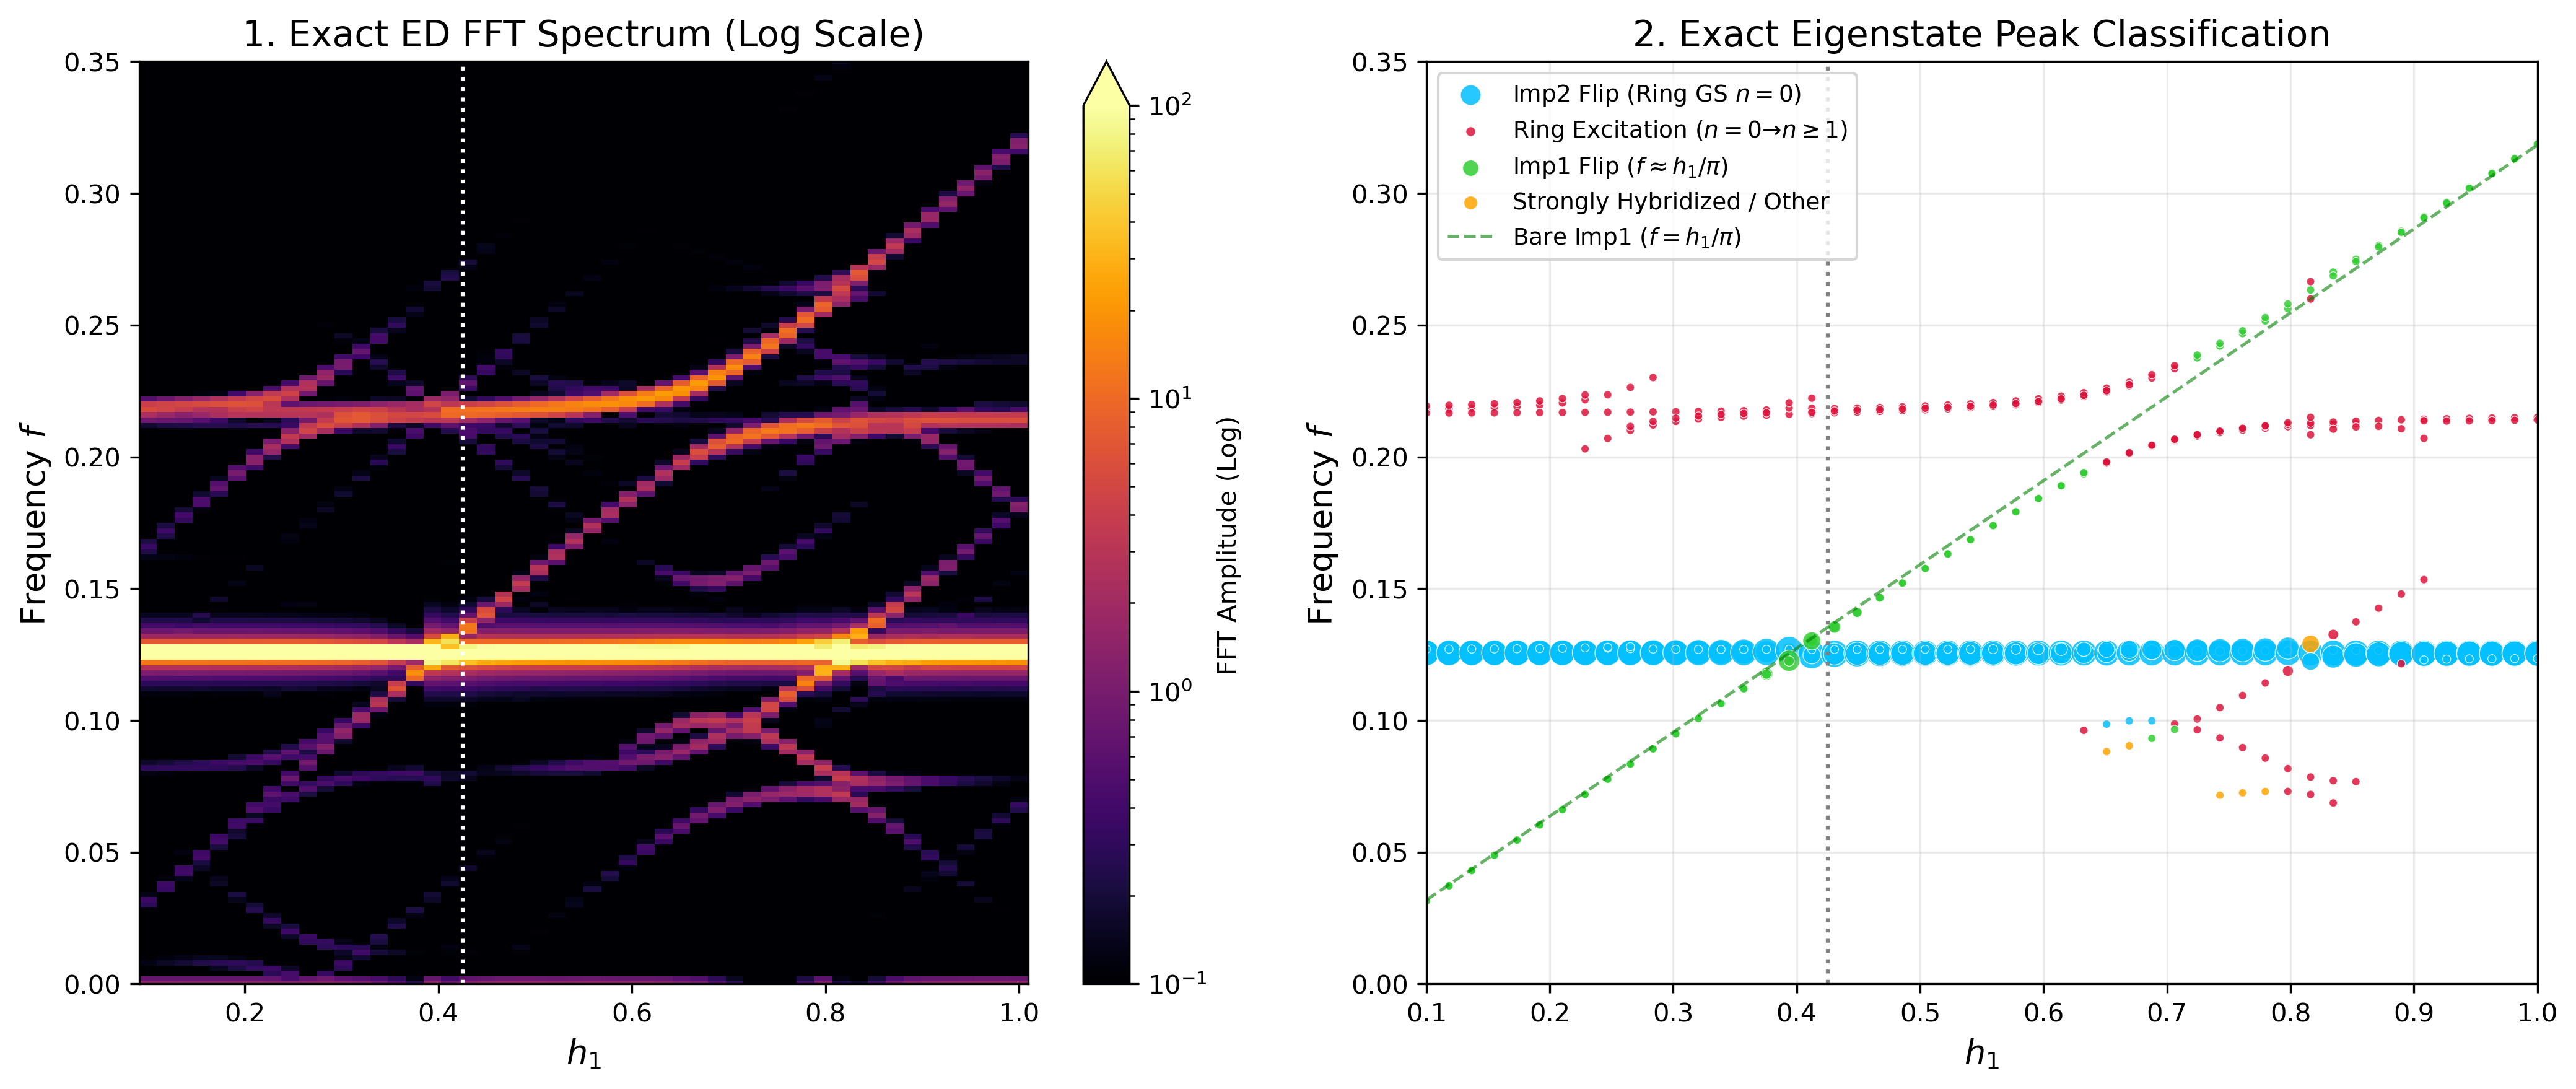 1. Exact ED FFT Spectrum (Log Scale)
0.35
0.30
0.25
0.20
0.15
0.10
0.05
0.00
Frequency f
0.2
0.4
0.6
0.8
1.0
h₁
10²
10¹
10⁰
10⁻¹
FFT Amplitude (Log)
2. Exact Eigenstate Peak Classification
Imp2 Flip (Ring GS n = 0)
Ring Excitation (n = 0→n ≥ 1)
Imp1 Flip (f ≈ h₁/π)
Strongly Hybridized / Other
Bare Imp1 (f = h₁/π)
0.35
0.30
0.25
0.20
0.15
0.10
0.05
0.00
Frequency f
0.1
0.2
0.3
0.4
0.5
0.6
0.7
0.8
0.9
1.0
h₁